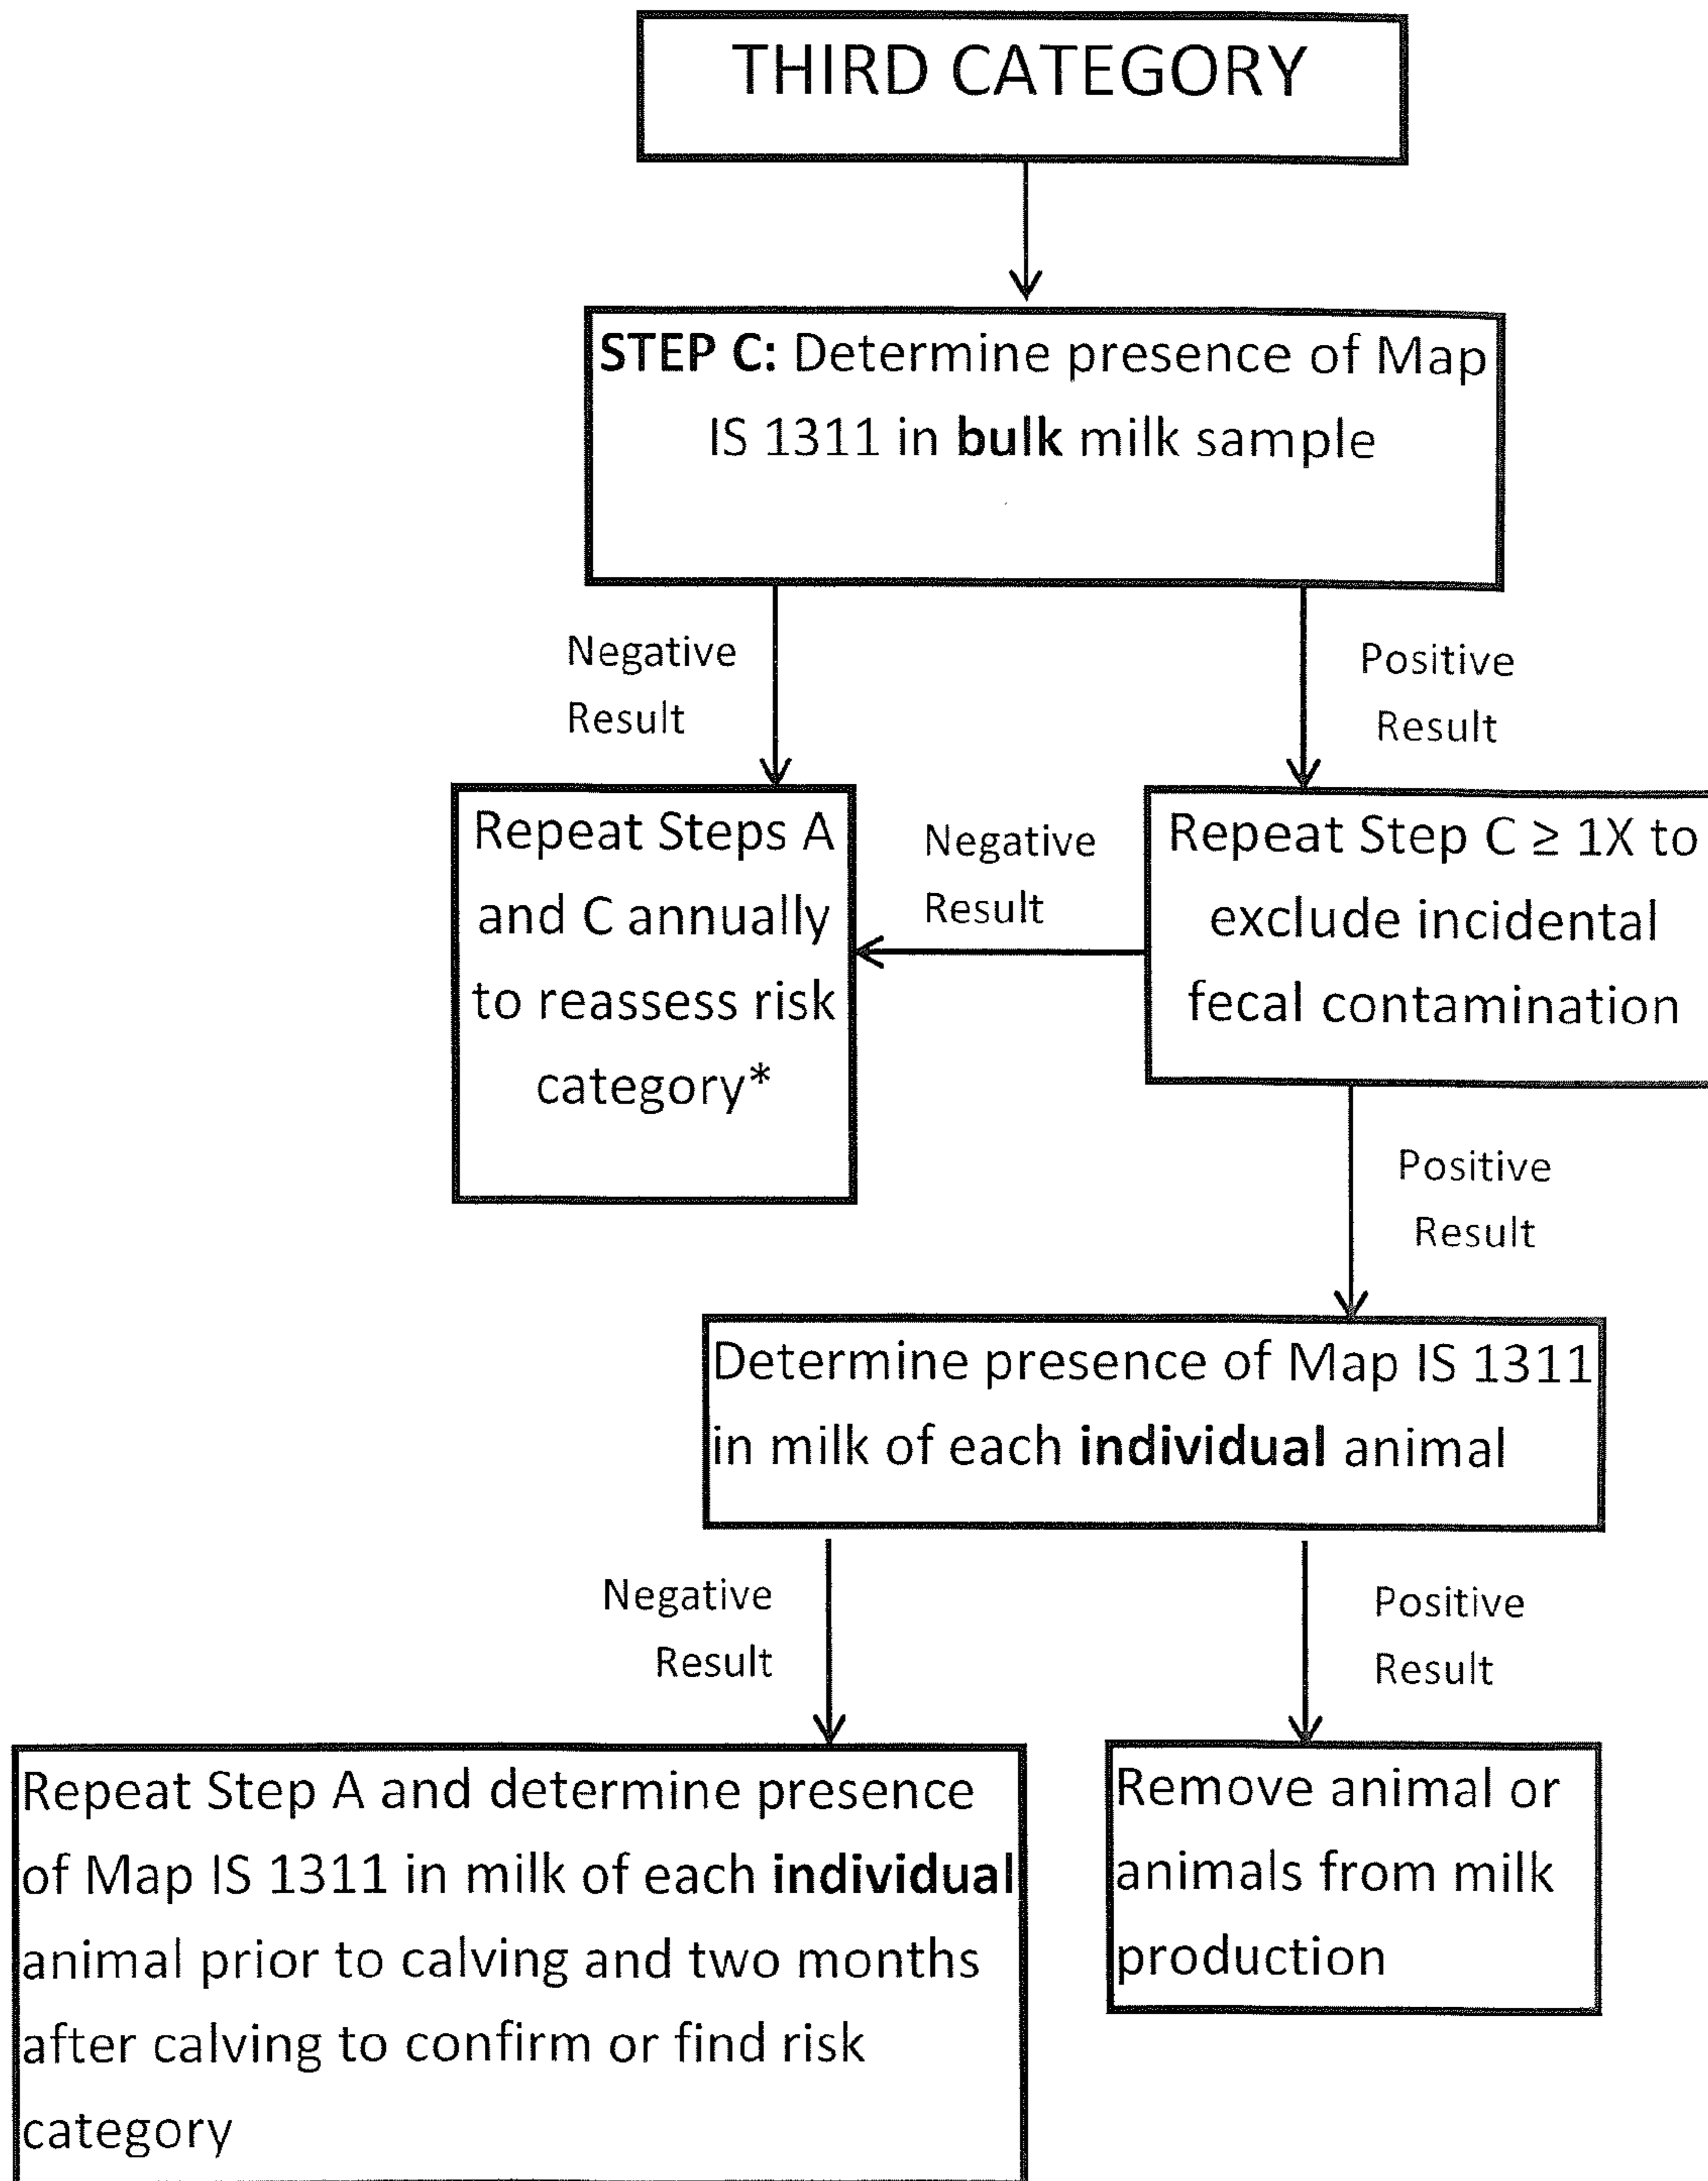 THIRD CATEGORY
STEP C: Determine presence of Map
IS 1311 in bulk milk sample
Negative
Result
Positive
Result
Repeat Steps A
and C annually
to reassess risk
category*
Negative
Result
Repeat Step C ≥ 1X to
exclude incidental
fecal contamination
Positive
Result
Determine presence of Map IS 1311
in milk of each individual animal
Negative
Result
Positive
Result
Repeat Step A and determine presence
of Map IS 1311 in milk of each individual
animal prior to calving and two months
after calving to confirm or find risk
category
Remove animal or
animals from milk
production